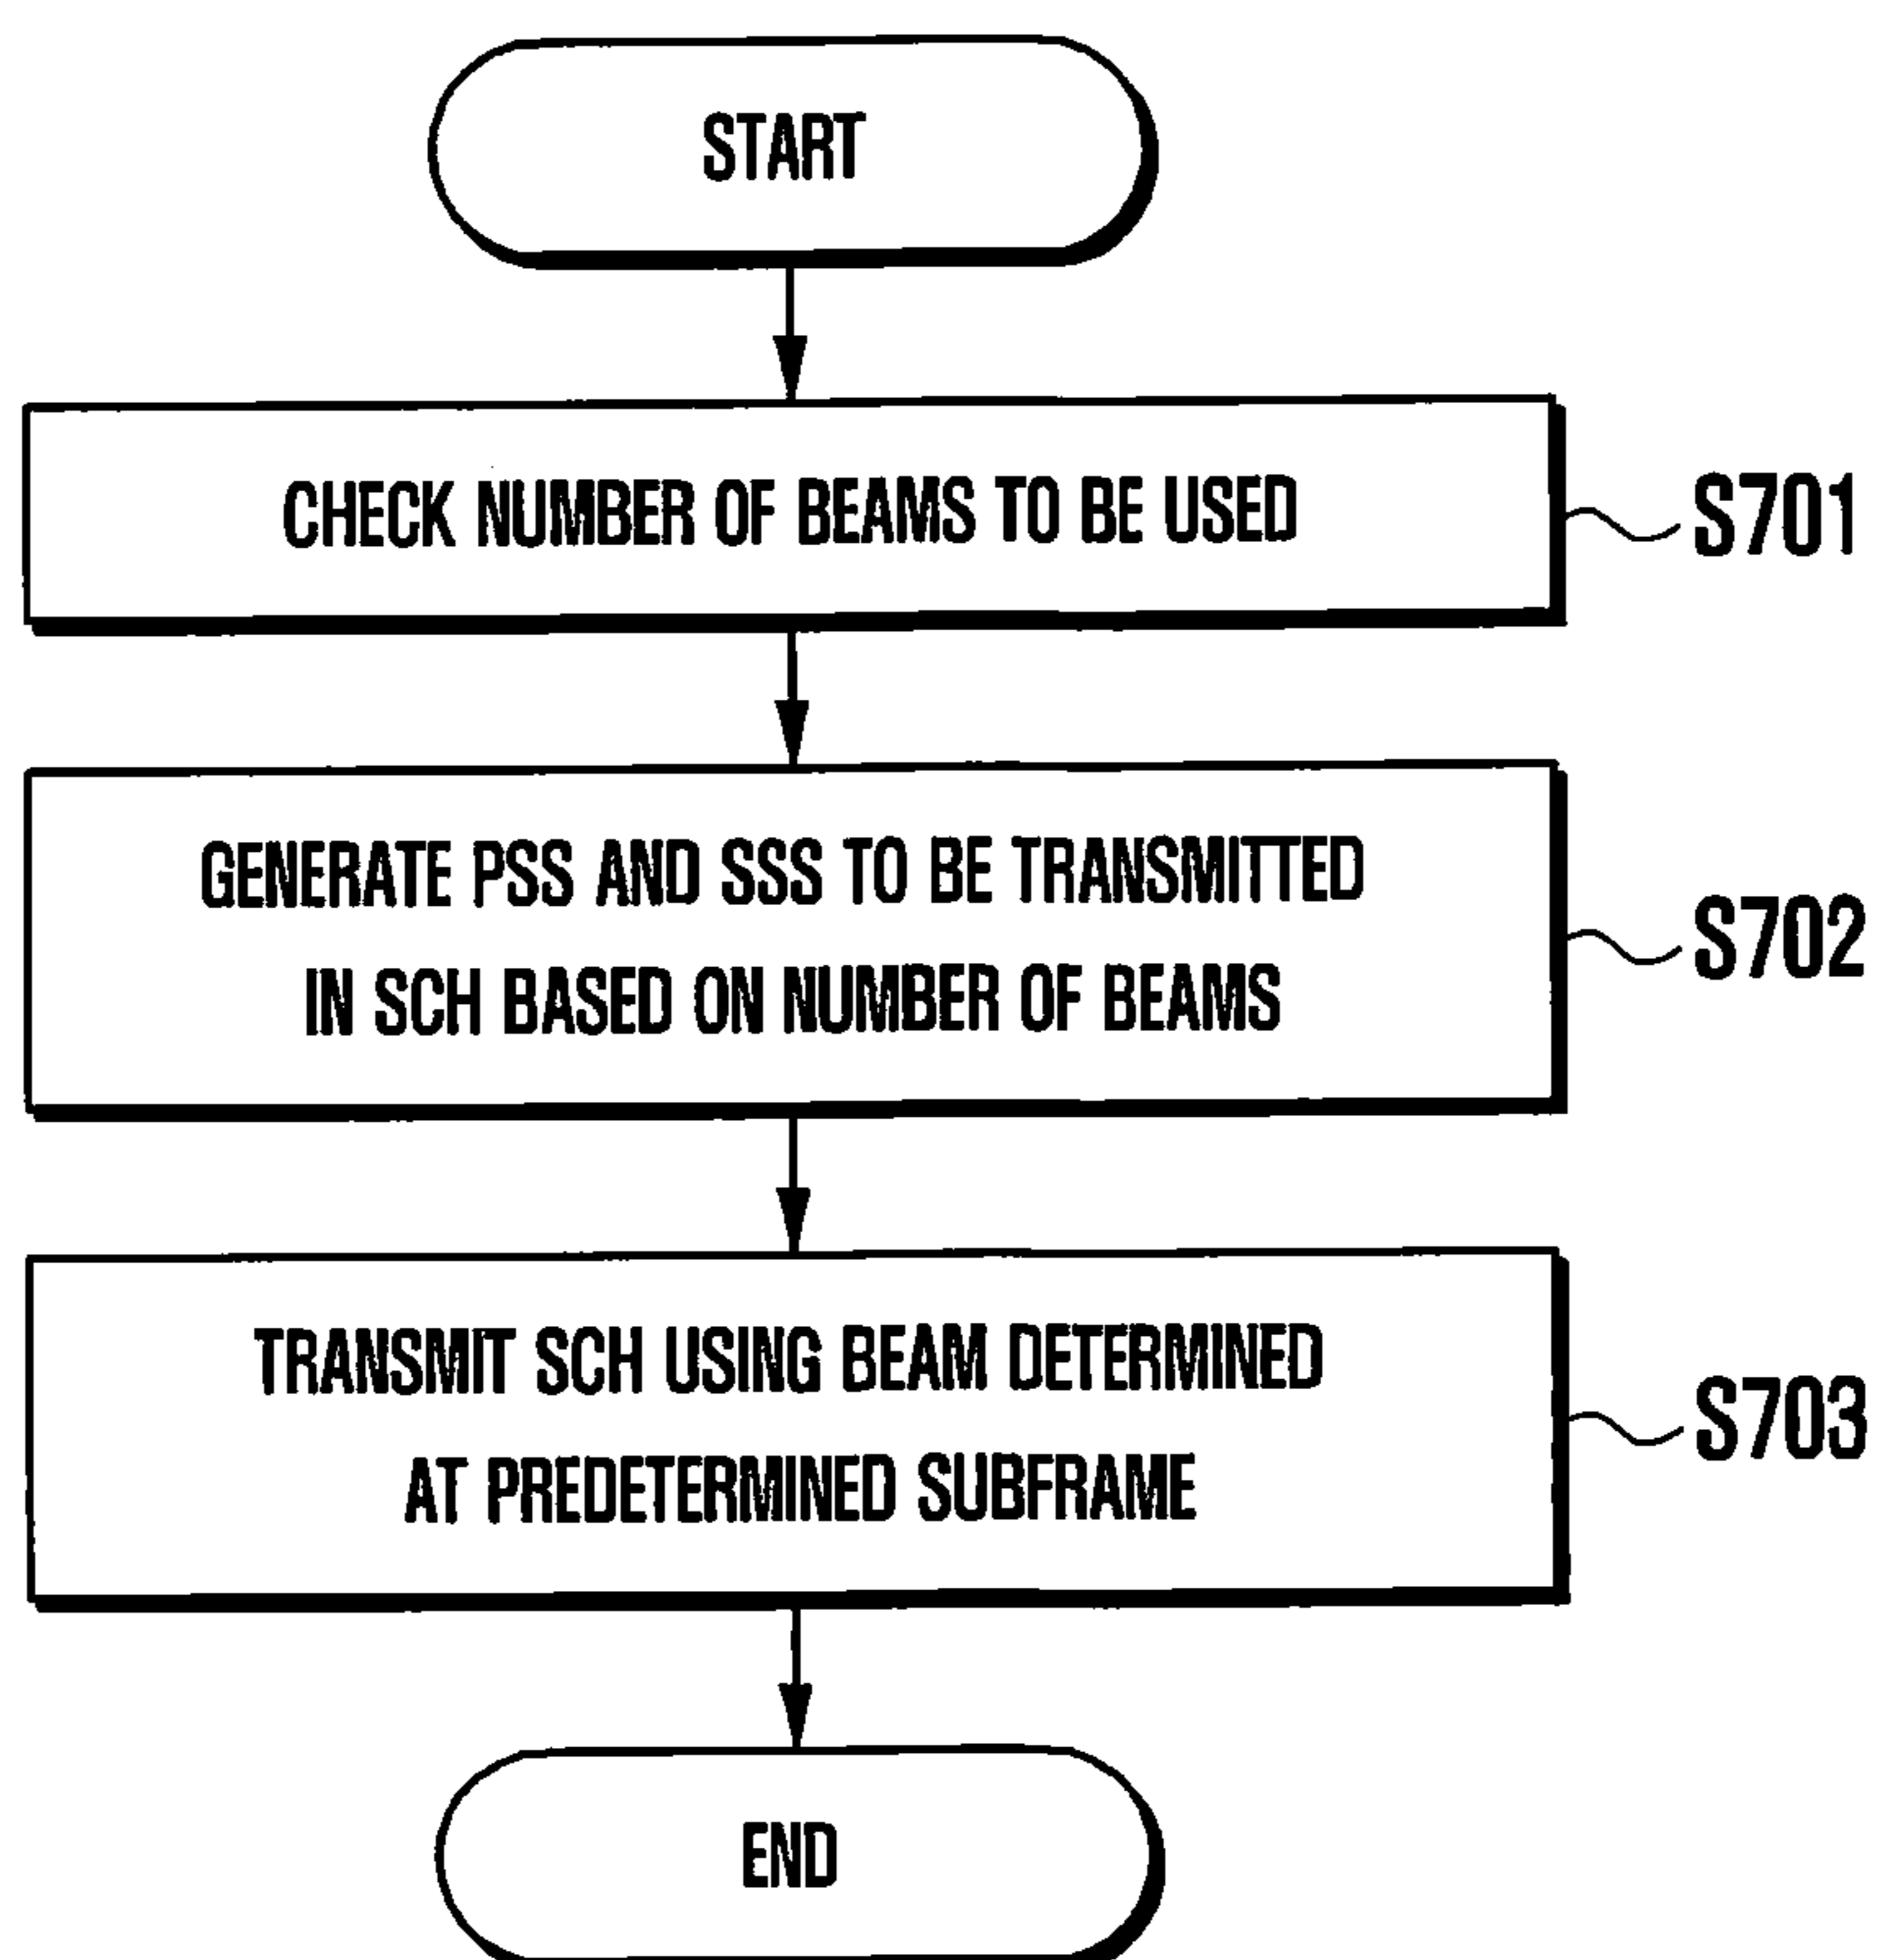 START
CHECK NUMBER OF BEAMS TO BE USED
S701
GENERATE PSS AND SSS TO BE TRANSMITTED
IN SCH BASED ON NUMBER OF BEAMS
S702
TRANSMIT SCH USING BEAM DETERMINED
AT PREDETERMINED SUBFRAME
S703
END